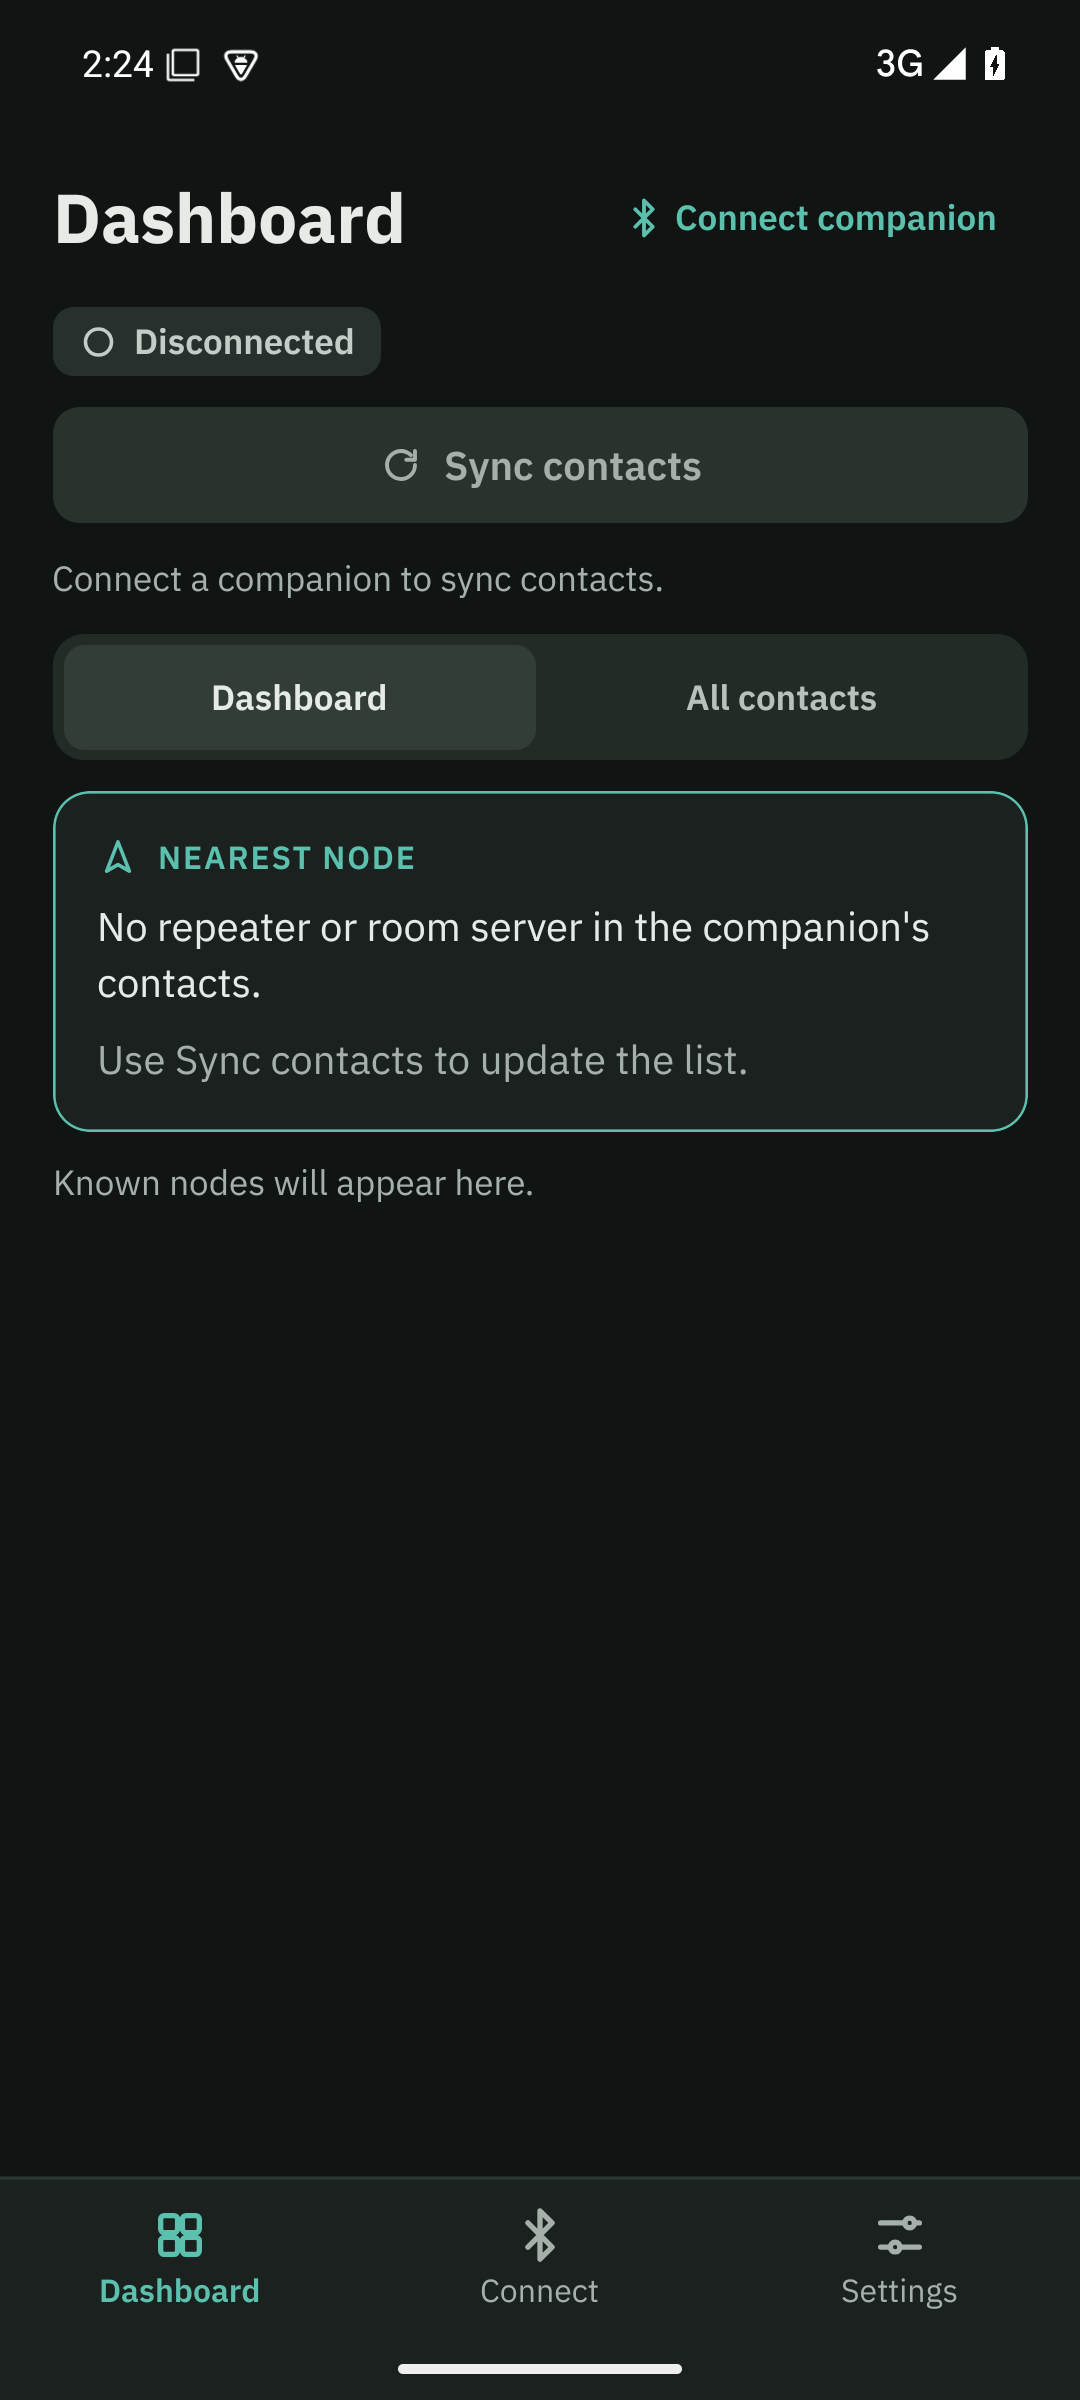 2:24
3G
Dashboard
Connect companion
Disconnected
Sync contacts
Connect a companion to sync contacts.
Dashboard
All contacts
NEAREST NODE
No repeater or room server in the companion's
contacts.
Use Sync contacts to update the list.
Known nodes will appear here.
Dashboard
Connect
Settings